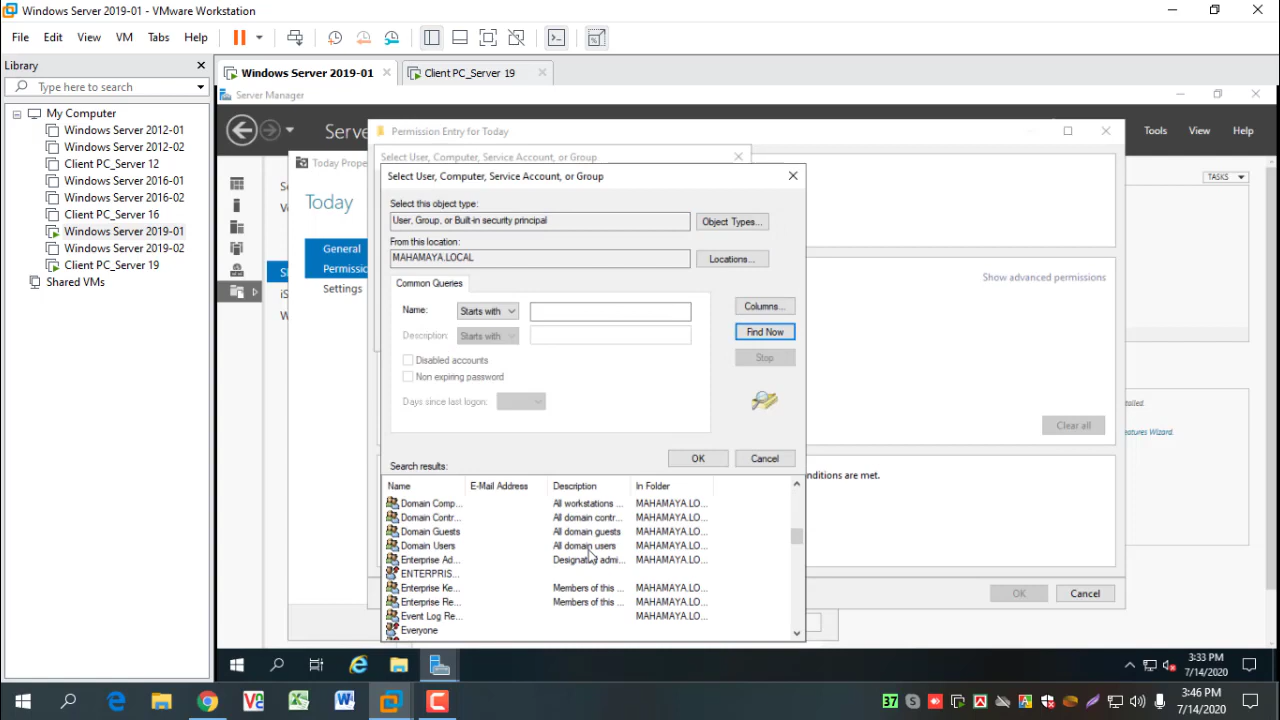 Windows Server 2019-01 - VMware Workstation
File Edit View VM Tabs Help
Library
Type here to search
My Computer
Windows Server 2012-01
Windows Server 2012-02
Client PC_Server 12
Windows Server 2016-01
Windows Server 2016-02
Client PC_Server 16
Windows Server 2019-01
Windows Server 2019-02
Client PC_Server 19
Shared VMs
Windows Server 2019-01 Client PC_Server 19
Server Manager
Tools View Help
TASKS
Today Prope
Today
General
Permissio
Settings
Permission Entry for Today
Select User, Computer, Service Account, or Group
Select User, Computer, Service Account, or Group
Select this object type:
User, Group, or Built-in security principal
Object Types...
From this location:
MAHAMAYA.LOCAL
Locations...
Common Queries
Name: Starts with
Description: Starts with
Disabled accounts
Non expiring password
Days since last logon:
Columns...
Find Now
Stop
OK Cancel
Search results:
Name E-Mail Address Description In Folder
Domain Comp... All workstations ... MAHAMAYA.LO...
Domain Contr... All domain contr... MAHAMAYA.LO...
Domain Guests All domain guests MAHAMAYA.LO...
Domain Users All domain users MAHAMAYA.LO...
Enterprise Ad... Designated admi... MAHAMAYA.LO...
ENTERPRIS...
Enterprise Ke... Members of this ... MAHAMAYA.LO...
Enterprise Re... Members of this ... MAHAMAYA.LO...
Event Log Re... MAHAMAYA.LO...
Everyone
Show advanced permissions
Clear all
nditions are met.
OK Cancel
talled.
eatures Wizard.
3:33 PM
7/14/2020
37
3:46 PM
7/14/2020